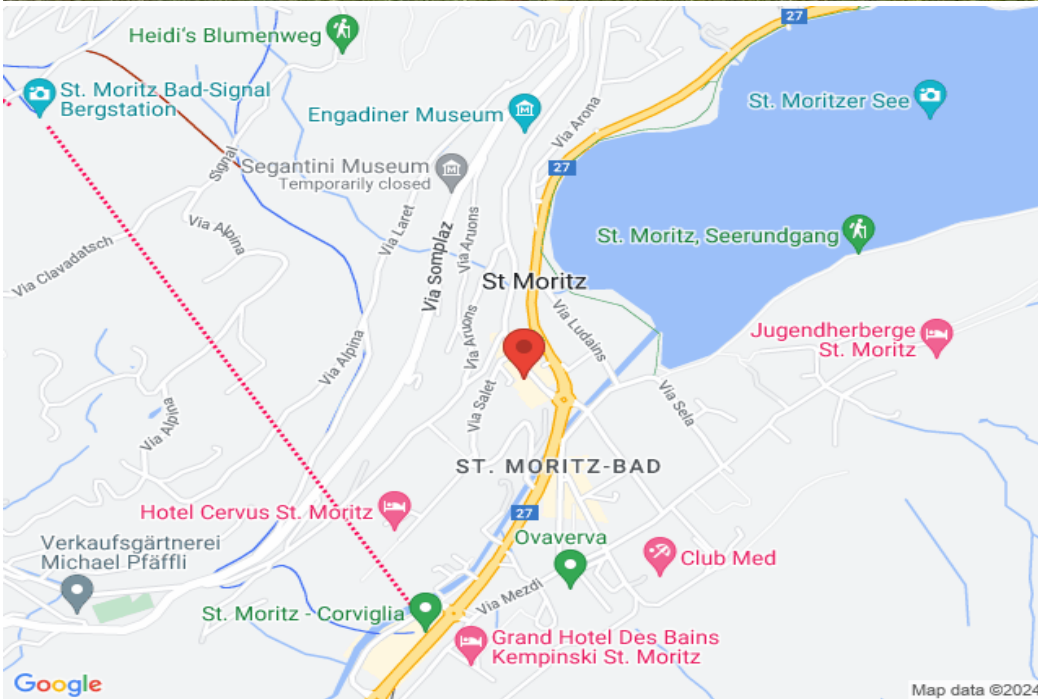 27
Heidi's Blumenweg
St. Moritz Bad-Signal
Bergstation
St. Moritzer See
Engadiner Museum
Via Arona
27
Segantini Museum
Temporarily closed
Signal
Via Laret
Via Aruons
Via Alpina
St. Moritz, Seerundgang
Via Clavadatsch
Via Somplaz
St Moritz
Via Ludains
Via Aruons
Jugendherberge
St. Moritz
Via Alpina
Via Salet
Via Sela
Via Alpina
ST. MORITZ-BAD
Hotel Cervus St. Moritz
27
Ovaverva
Verkaufsgärtnerei
Michael Pfäffli
Club Med
Via Mezdi
St. Moritz - Corviglia
Grand Hotel Des Bains
Kempinski St. Moritz
Google
Map data ©2024